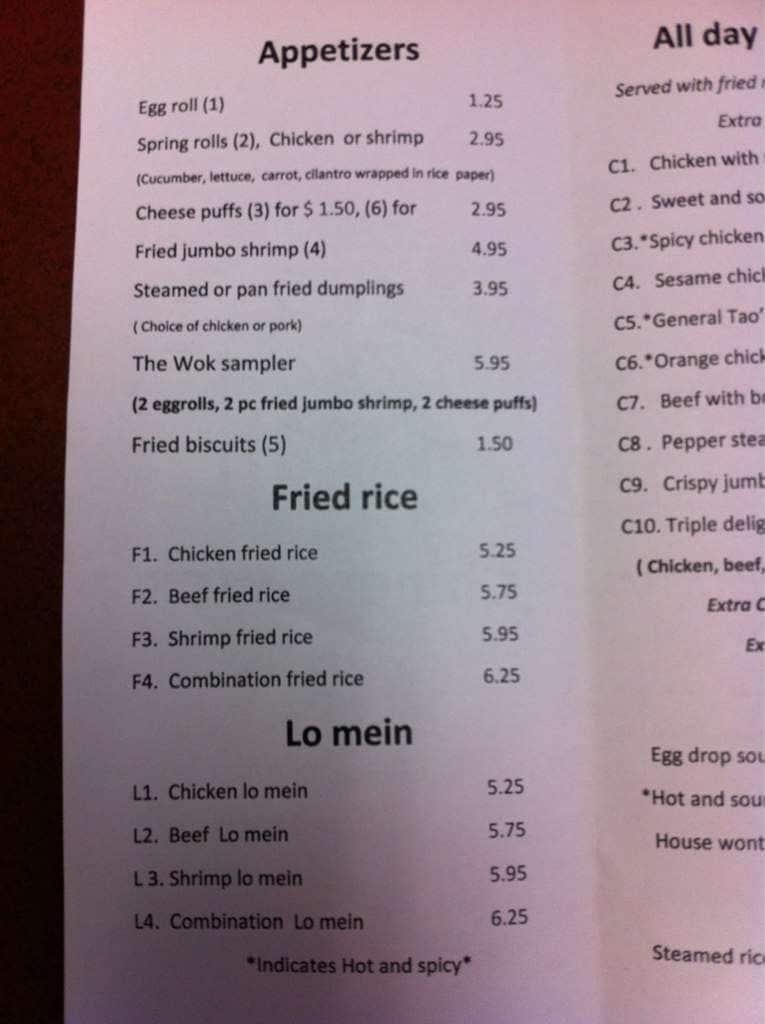 Appetizers
Egg roll (1) 1.25
Spring rolls (2), Chicken or shrimp 2.95
(Cucumber, lettuce, carrot, cilantro wrapped in rice paper)
Cheese puffs (3) for $ 1.50, (6) for 2.95
Fried jumbo shrimp (4) 4.95
Steamed or pan fried dumplings 3.95
( Choice of chicken or pork)
The Wok sampler 5.95
(2 eggrolls, 2 pc fried jumbo shrimp, 2 cheese puffs)
Fried biscuits (5) 1.50
Fried rice
F1. Chicken fried rice 5.25
F2. Beef fried rice 5.75
F3. Shrimp fried rice 5.95
F4. Combination fried rice 6.25
Lo mein
L1. Chicken lo mein 5.25
L2. Beef Lo mein 5.75
L 3. Shrimp lo mein 5.95
L4. Combination Lo mein 6.25
*Indicates Hot and spicy*
All day
Served with fried
Extra
C1. Chicken with
C2 . Sweet and so
C3.*Spicy chicken
C4. Sesame chic
C5.*General Tao'
C6.*Orange chick
C7. Beef with b
C8 . Pepper stea
C9. Crispy jumb
C10. Triple delig
( Chicken, beef,
Extra C
Ex
Egg drop sou
*Hot and sour
House wont
Steamed rice